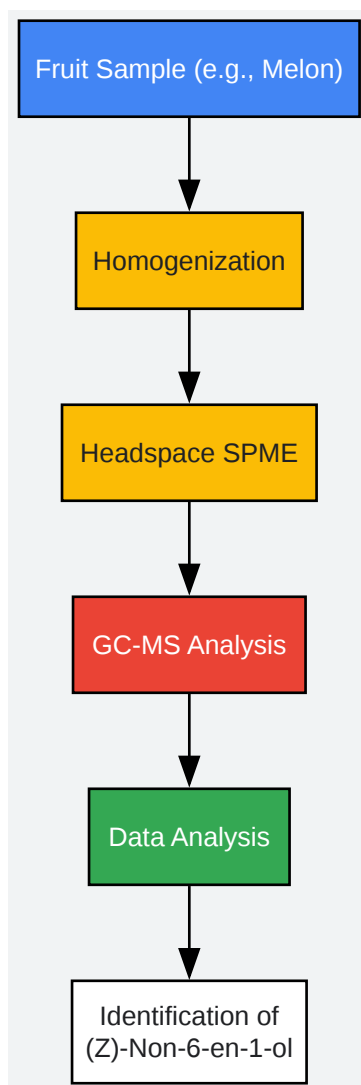 Fruit Sample (e.g., Melon)
Homogenization
Headspace SPME
GC-MS Analysis
Data Analysis
Identification of
(Z)-Non-6-en-1-ol